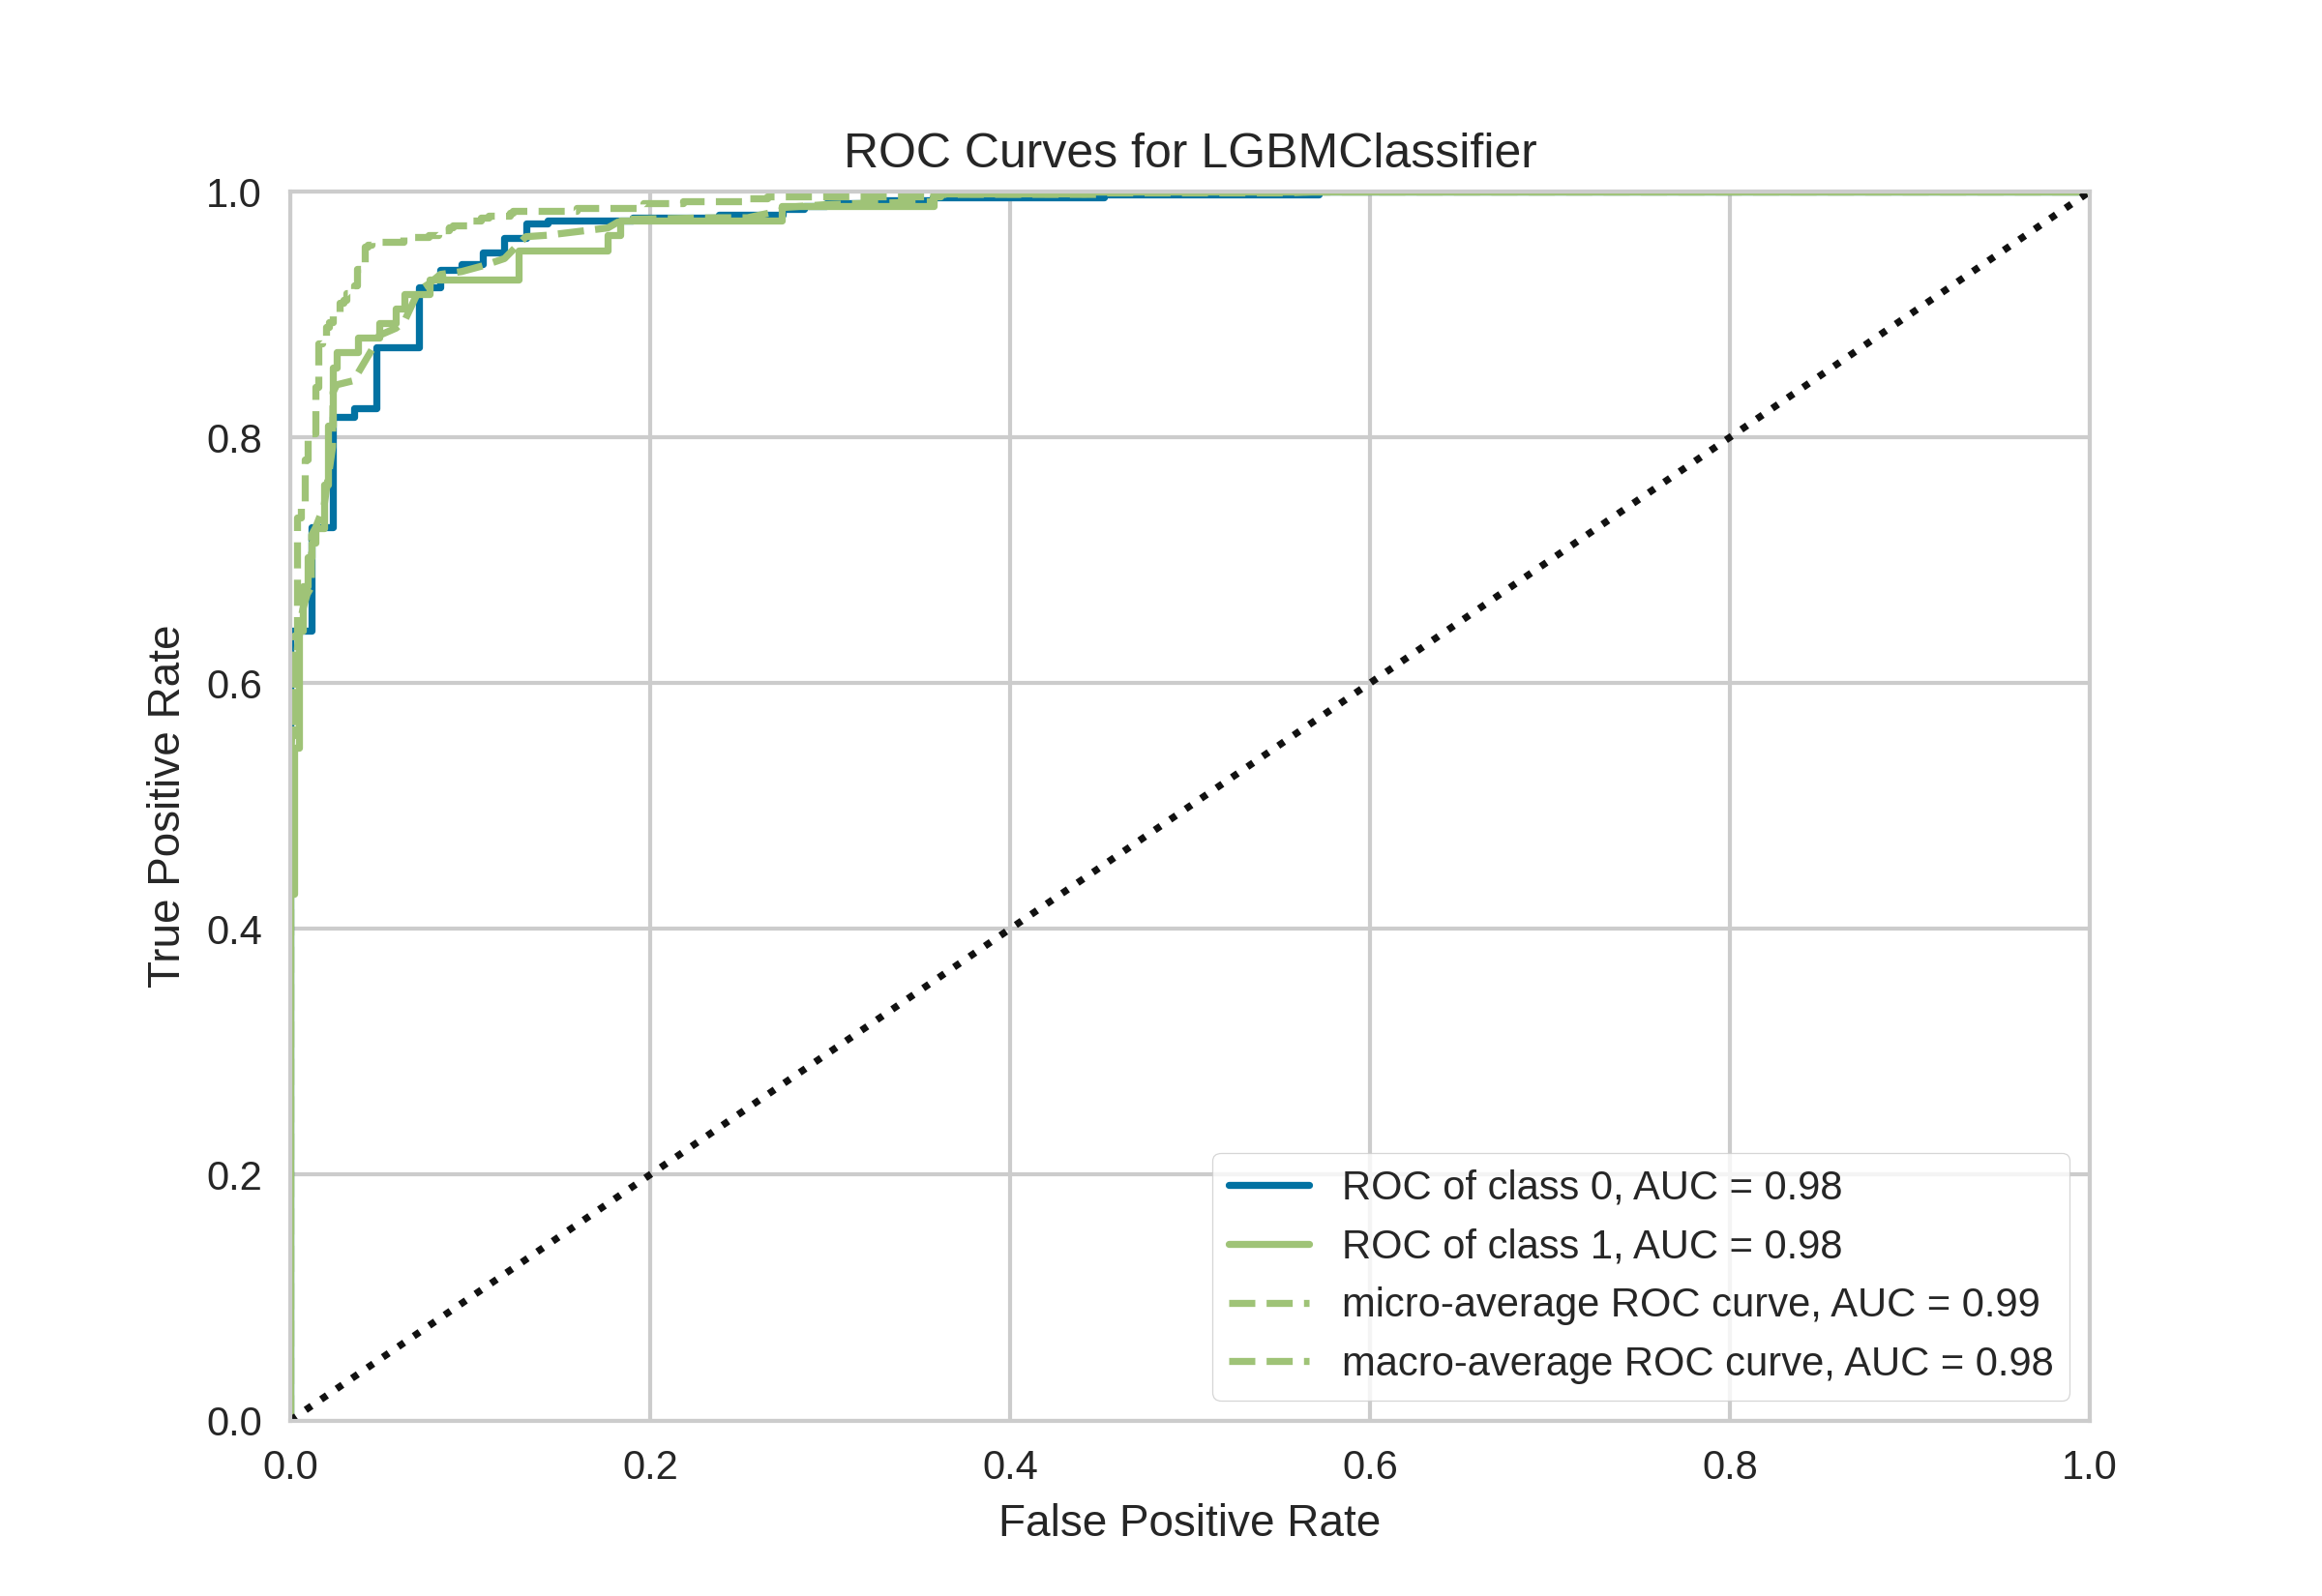 ROC Curves for LGBMClassifier
1.0
0.8
0.6
0.4
0.2
0.0
True Positive Rate
0.0 0.2 0.4 0.6 0.8 1.0
False Positive Rate
ROC of class 0, AUC = 0.98
ROC of class 1, AUC = 0.98
micro-average ROC curve, AUC = 0.99
macro-average ROC curve, AUC = 0.98